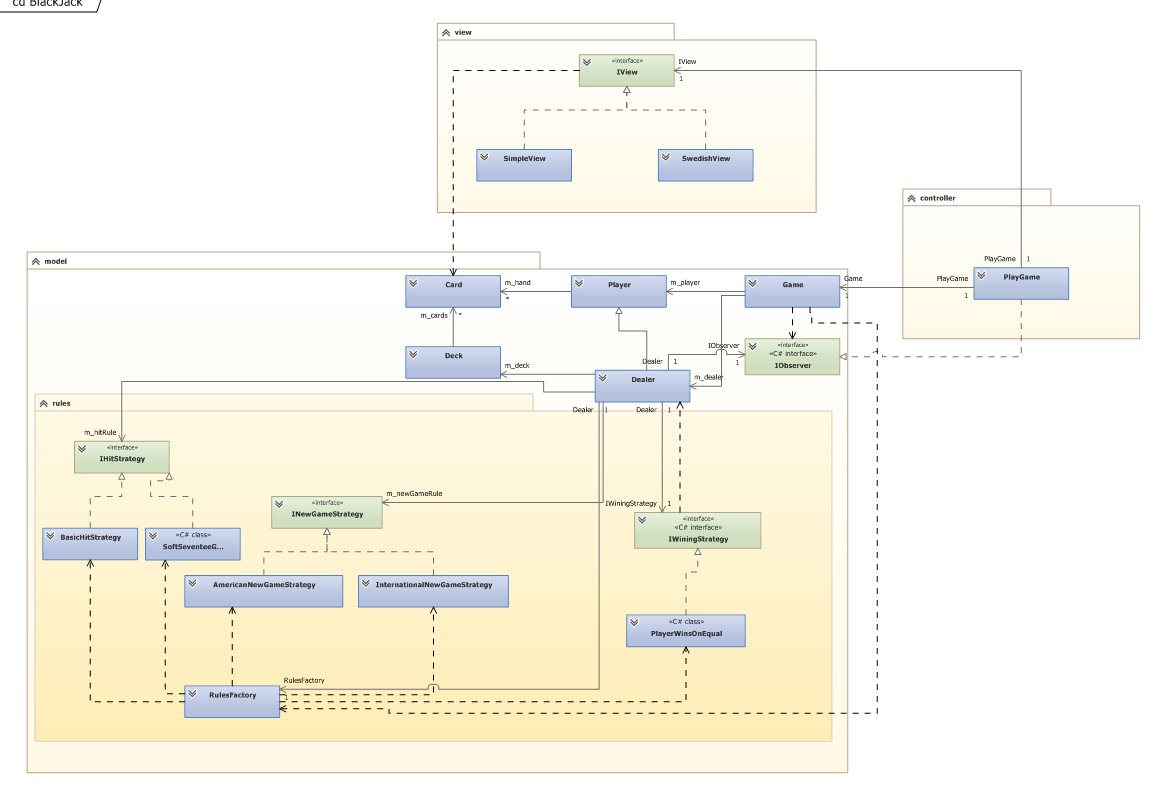 cd BlackJack
view
«interface»
IView
IView
1
SimpleView
SwedishView
controller
PlayGame
1
PlayGame
PlayGame
1
Game
1
model
Card
m_hand
*
Player
m_player
Game
m_cards
*
Deck
m_deck
Dealer
Dealer
1
IObserver
1
«interface»
«C# interface»
IObserver
m_dealer
Dealer
1
Dealer
1
rules
m_hitRule
«interface»
IHitStrategy
m_newGameRule
«interface»
INewGameStrategy
IWiningStrategy
1
«interface»
«C# interface»
IWiningStrategy
BasicHitStrategy
«C# class»
SoftSeventeeG...
AmericanNewGameStrategy
InternationalNewGameStrategy
«C# class»
PlayerWinsOnEqual
RulesFactory
RulesFactory
1